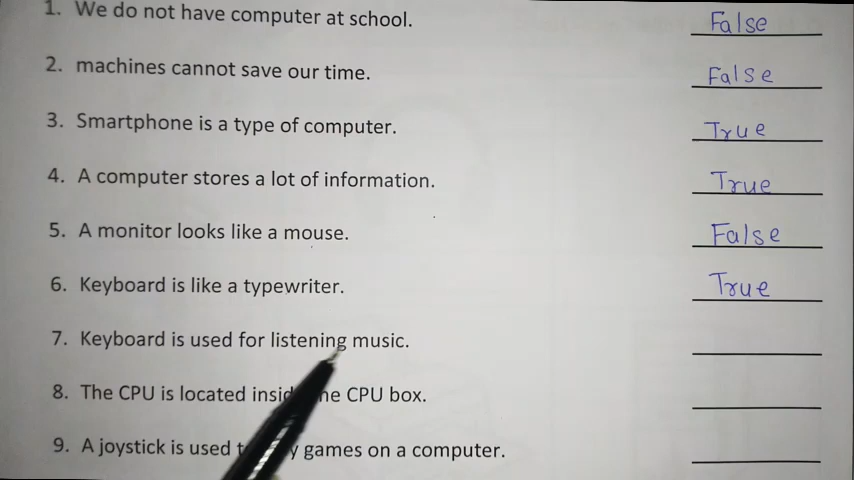 1. We do not have computer at school. False
2. machines cannot save our time. False
3. Smartphone is a type of computer. True
4. A computer stores a lot of information. True
5. A monitor looks like a mouse. False
6. Keyboard is like a typewriter. True
7. Keyboard is used for listening music.
8. The CPU is located CPU box.
9. A joystick is used games on a computer.